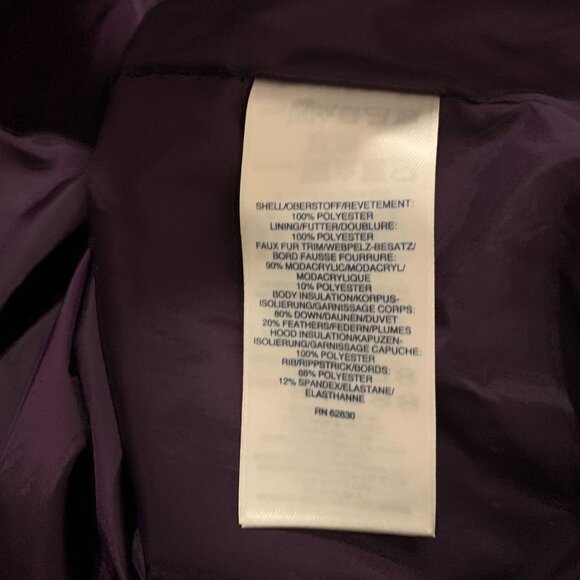 SHELL/OBERSTOFF/REVETEMENT:
100% POLYESTER
LINING/FUTTER/DOUBLURE:
100% POLYESTER
FAUX FUR TRIM/WEBPELZ-BESATZ/
BORD FAUSSE FOURRURE:
90% MODACRYLIC/MODACRYL/
MODACRYLIQUE
10% POLYESTER
BODY INSULATION/KORPUS-
ISOLIERUNG/GARNISSAGE CORPS:
80% DOWN/DAUNEN/DUVET
20% FEATHERS/FEDERN/PLUMES
HOOD INSULATION/KAPUZEN-
ISOLIERUNG/GARNISSAGE CAPUCHE:
100% POLYESTER
RIB/RIPPSTRICK/BORDS:
88% POLYESTER
12% SPANDEX/ELASTANE/
ELASTHANNE
RN 62830